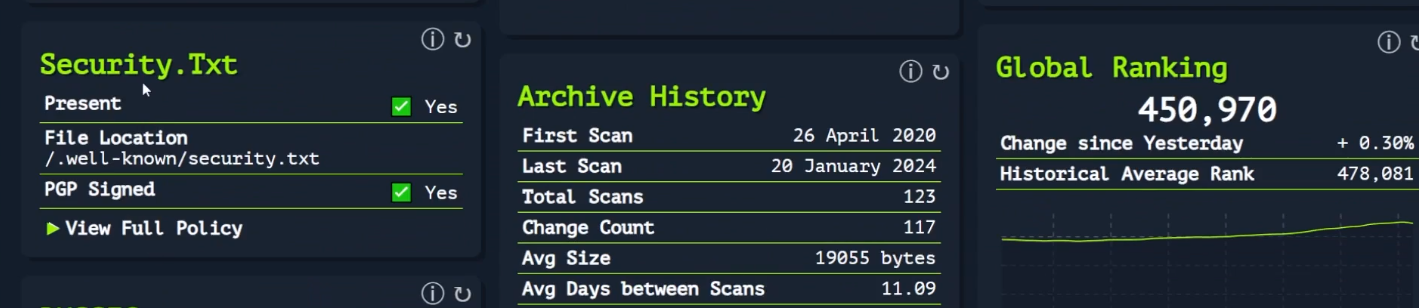 Security.Txt
Present ✅ Yes
File Location
/.well-known/security.txt
PGP Signed ✅ Yes
▶ View Full Policy
Archive History
First Scan 26 April 2020
Last Scan 20 January 2024
Total Scans 123
Change Count 117
Avg Size 19055 bytes
Avg Days between Scans 11.09
Global Ranking
450,970
Change since Yesterday + 0.30%
Historical Average Rank 478,081